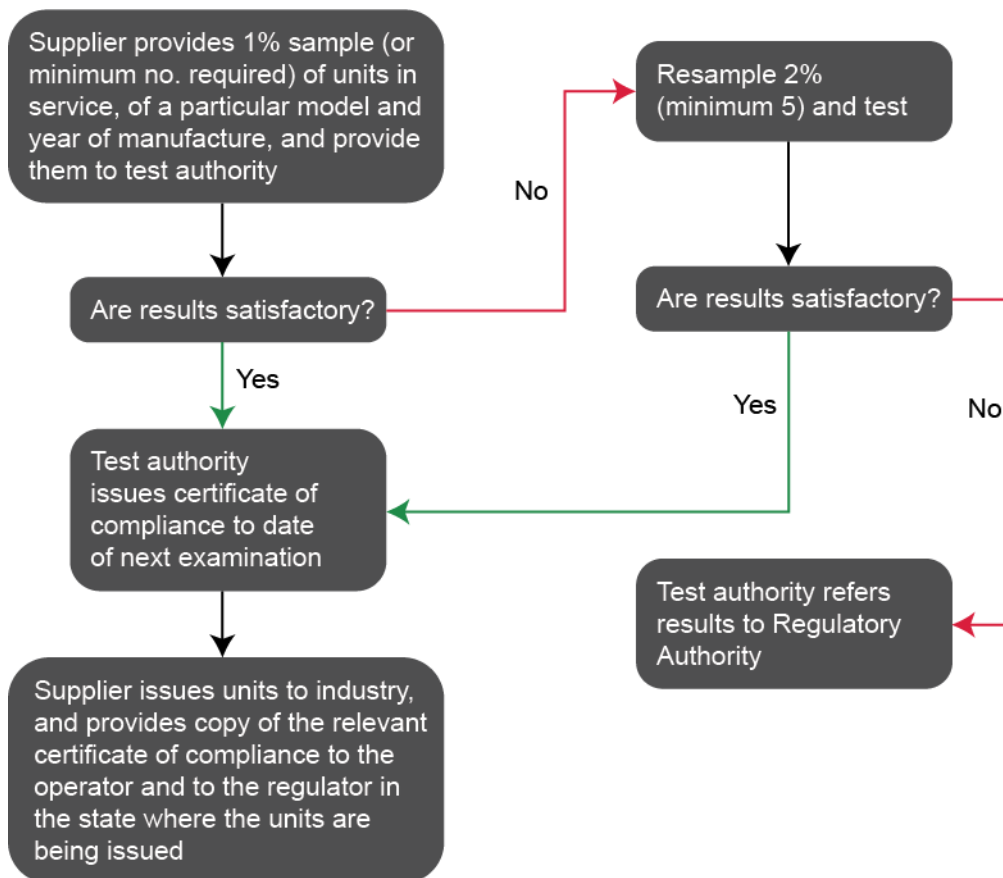 Supplier provides 1% sample (or
minimum no. required) of units in
service, of a particular model and
year of manufacture, and provide
them to test authority
Are results satisfactory?
Yes
No
Test authority
issues certificate of
compliance to date
of next examination
Supplier issues units to industry,
and provides copy of the relevant
certificate of compliance to the
operator and to the regulator in
the state where the units are
being issued
Resample 2%
(minimum 5) and test
Are results satisfactory?
Yes
No
Test authority refers
results to Regulatory
Authority